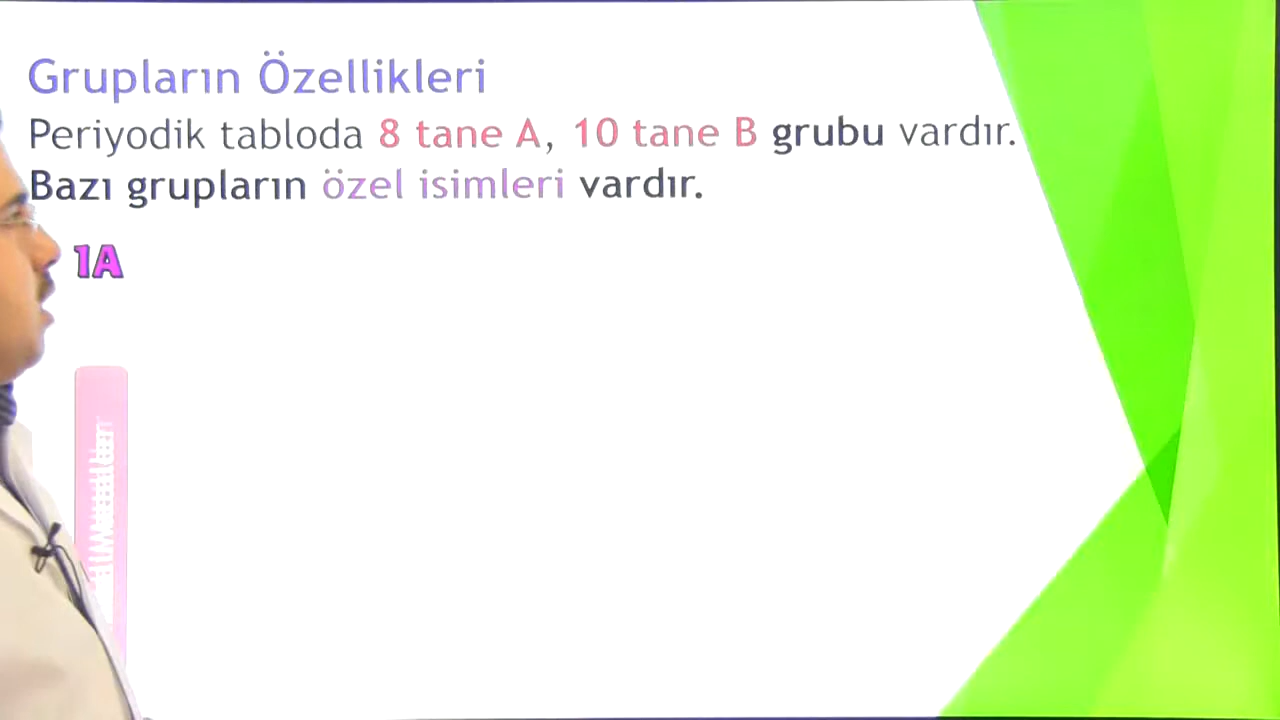 Grupların Özellikleri
Periyodik tabloda 8 tane A, 10 tane B grubu vardır.
Bazı grupların özel isimleri vardır.
1A